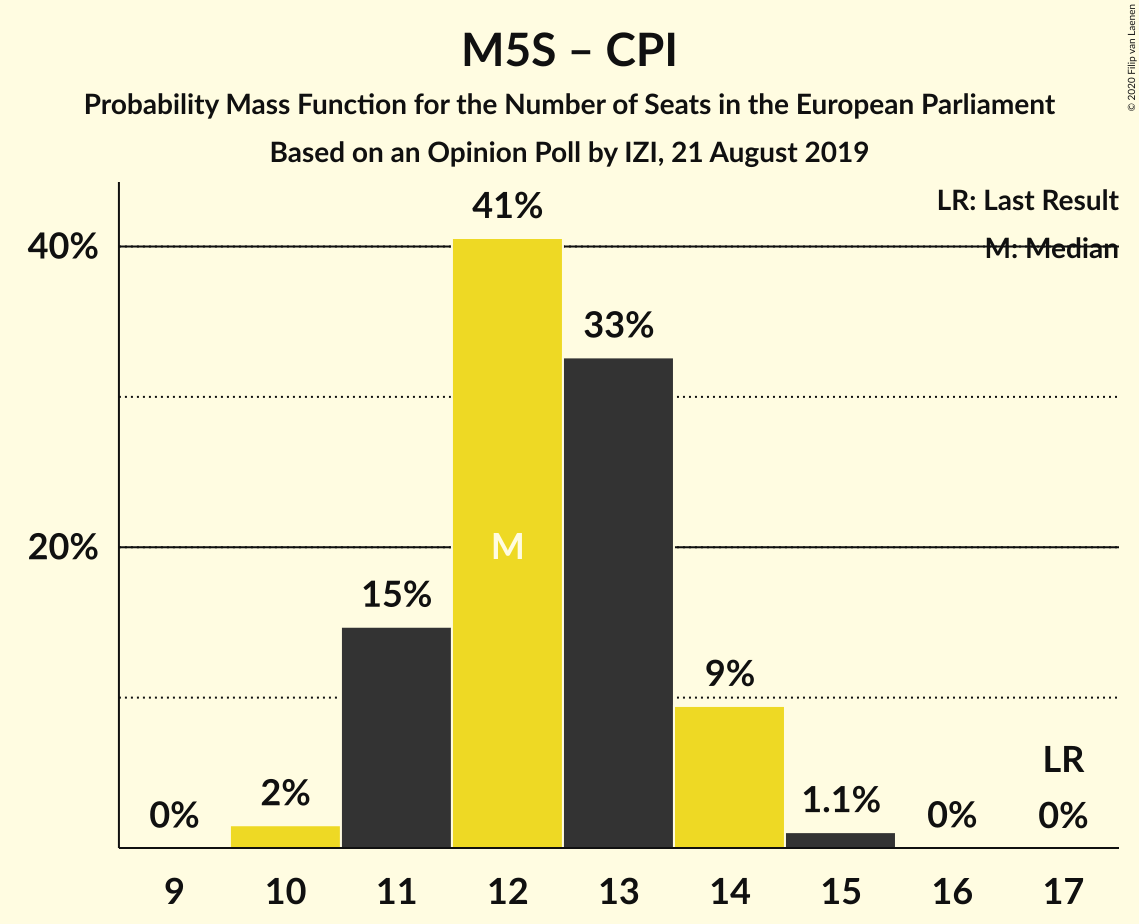 M5S – CPI
Probability Mass Function for the Number of Seats in the European Parliament
Based on an Opinion Poll by IZI, 21 August 2019
© 2020 Filip van Laenen
LR: Last Result
M: Median
40%
20%
0%
2%
15%
41%
M
33%
9%
1.1%
0%
LR
0%
9 10 11 12 13 14 15 16 17